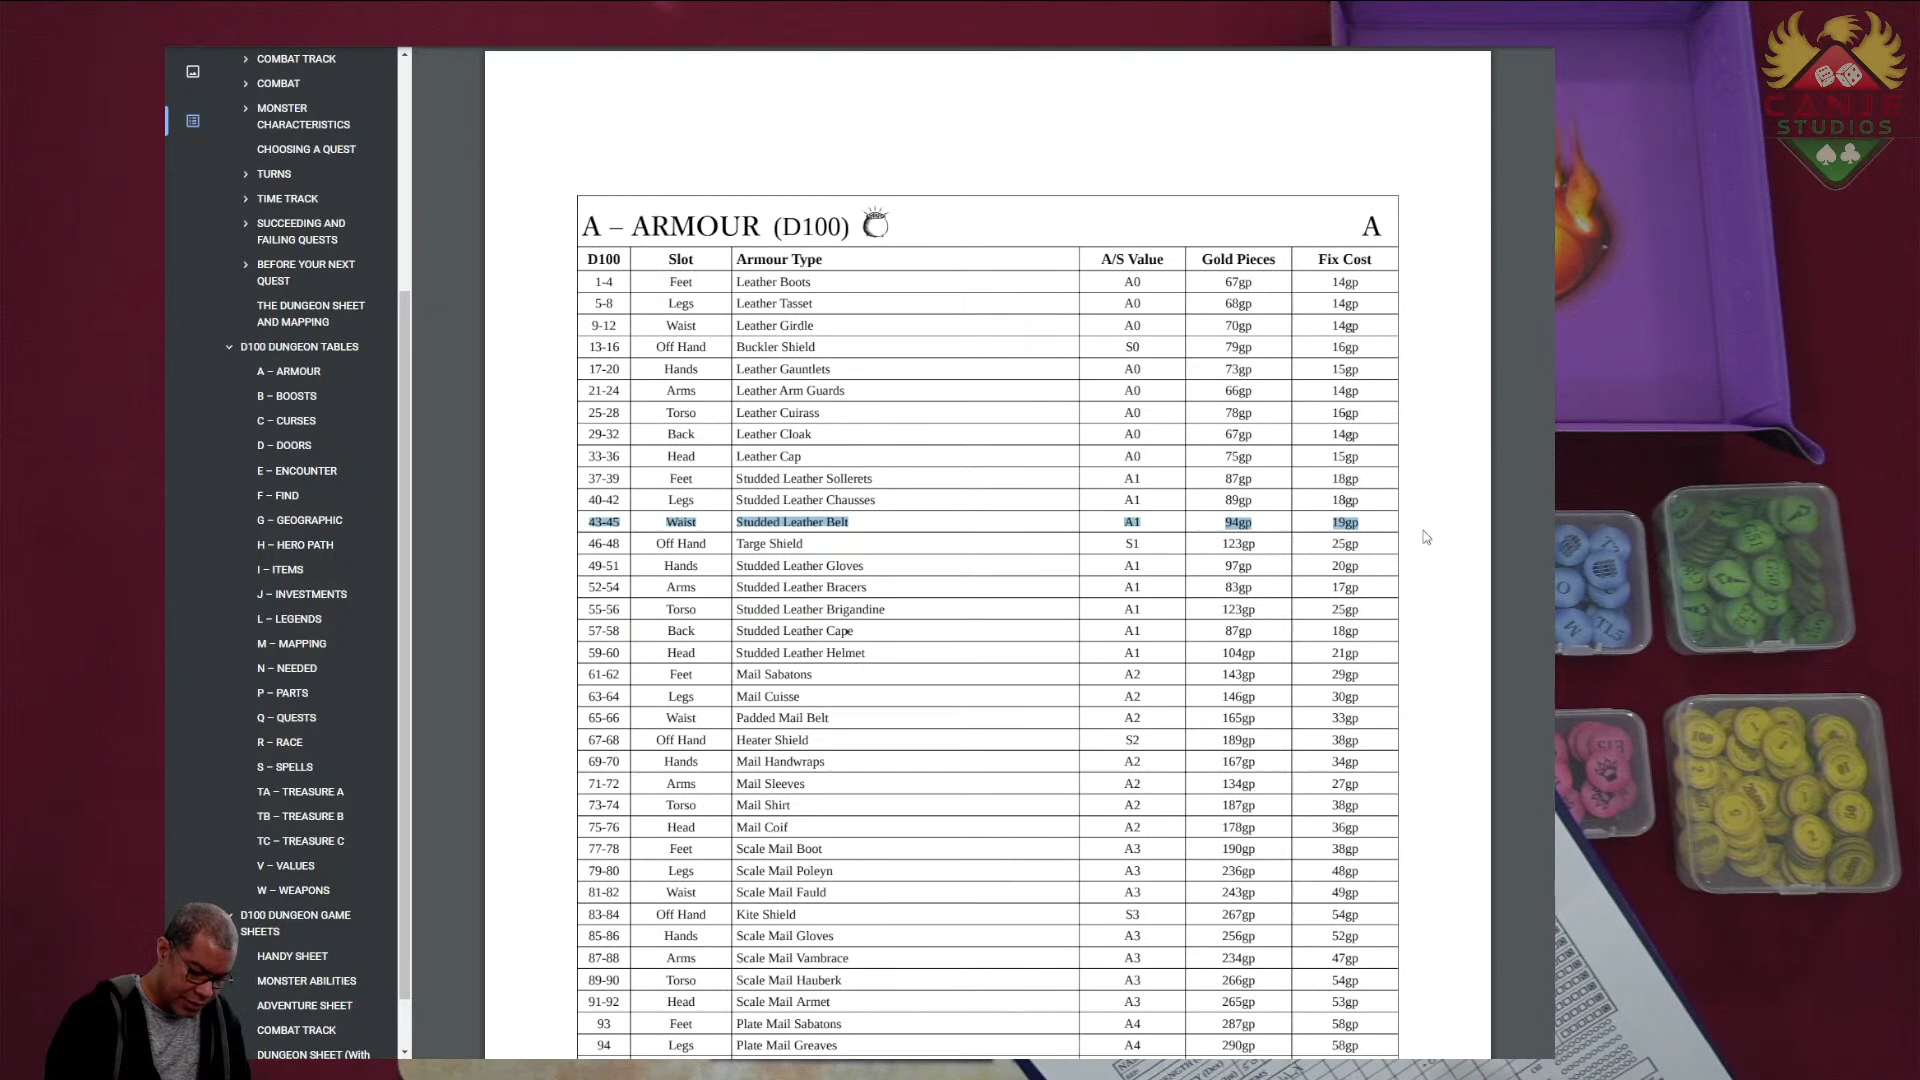 COMBAT TRACK
COMBAT
MONSTER
CHARACTERISTICS
CHOOSING A QUEST
TURNS
TIME TRACK
SUCCEEDING AND
FAILING QUESTS
BEFORE YOUR NEXT
QUEST
THE DUNGEON SHEET
AND MAPPING
D100 DUNGEON TABLES
A – ARMOUR
B – BOOSTS
C – CURSES
D – DOORS
E – ENCOUNTER
F – FIND
G – GEOGRAPHIC
H – HERO PATH
I – ITEMS
J – INVESTMENTS
L – LEGENDS
M – MAPPING
N – NEEDED
P – PARTS
Q – QUESTS
R – RACE
S – SPELLS
TA – TREASURE A
TB – TREASURE B
TC – TREASURE C
V – VALUES
W – WEAPONS
D100 DUNGEON GAME
SHEETS
HANDY SHEET
MONSTER ABILITIES
ADVENTURE SHEET
COMBAT TRACK
DUNGEON SHEET (With
A – ARMOUR (D100) A
D100 Slot Armour Type A/S Value Gold Pieces Fix Cost
1-4 Feet Leather Boots A0 67gp 14gp
5-8 Legs Leather Tasset A0 68gp 14gp
9-12 Waist Leather Girdle A0 70gp 14gp
13-16 Off Hand Buckler Shield S0 79gp 16gp
17-20 Hands Leather Gauntlets A0 73gp 15gp
21-24 Arms Leather Arm Guards A0 66gp 14gp
25-28 Torso Leather Cuirass A0 78gp 16gp
29-32 Back Leather Cloak A0 67gp 14gp
33-36 Head Leather Cap A0 75gp 15gp
37-39 Feet Studded Leather Sollerets A1 87gp 18gp
40-42 Legs Studded Leather Chausses A1 89gp 18gp
43-45 Waist Studded Leather Belt A1 94gp 19gp
46-48 Off Hand Targe Shield S1 123gp 25gp
49-51 Hands Studded Leather Gloves A1 97gp 20gp
52-54 Arms Studded Leather Bracers A1 83gp 17gp
55-56 Torso Studded Leather Brigandine A1 123gp 25gp
57-58 Back Studded Leather Cape A1 87gp 18gp
59-60 Head Studded Leather Helmet A1 104gp 21gp
61-62 Feet Mail Sabatons A2 143gp 29gp
63-64 Legs Mail Cuisse A2 146gp 30gp
65-66 Waist Padded Mail Belt A2 165gp 33gp
67-68 Off Hand Heater Shield S2 189gp 38gp
69-70 Hands Mail Handwraps A2 167gp 34gp
71-72 Arms Mail Sleeves A2 134gp 27gp
73-74 Torso Mail Shirt A2 187gp 38gp
75-76 Head Mail Coif A2 178gp 36gp
77-78 Feet Scale Mail Boot A3 190gp 38gp
79-80 Legs Scale Mail Poleyn A3 236gp 48gp
81-82 Waist Scale Mail Fauld A3 243gp 49gp
83-84 Off Hand Kite Shield S3 267gp 54gp
85-86 Hands Scale Mail Gloves A3 256gp 52gp
87-88 Arms Scale Mail Vambrace A3 234gp 47gp
89-90 Torso Scale Mail Hauberk A3 266gp 54gp
91-92 Head Scale Mail Armet A3 265gp 53gp
93 Feet Plate Mail Sabatons A4 287gp 58gp
94 Legs Plate Mail Greaves A4 290gp 58gp
STUDIOS